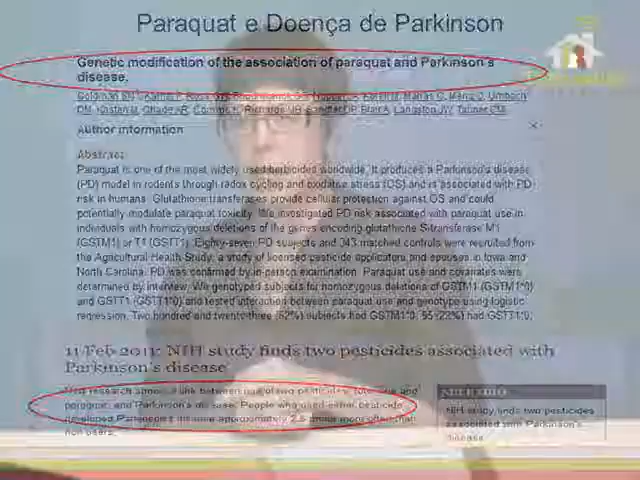 Paraquat e Doença de Parkinson
Genetic modification of the association of paraquat and Parkinson's
disease.
Goldman SM, Kamel F, Ross GW,
Author information
Abstract
Paraquat is one of the most widely used herbicides worldwide. It produces a Parkinson's disease
(PD) model in rodents through redox cycling and oxidative stress (OS) and is associated with PD
risk in humans. Glutathione transferases provide cellular protection against OS and could
potentially modulate paraquat toxicity. We investigated PD risk associated with paraquat use in
individuals with homozygous deletions of the genes encoding glutathione S-transferase M1
(GSTM1) or T1 (GSTT1). Eighty-seven PD subjects and 343 matched controls were recruited from
the Agricultural Health Study, a study of licensed pesticide applicators and spouses in Iowa and
North Carolina. PD was confirmed by in-person examination. Paraquat use and covariates were
determined by interview. We genotyped subjects for homozygous deletions of GSTM1 (GSTM1*0)
and GSTT1 (GSTT1*0) and tested interaction between paraquat use and genotype using logistic
regression. Two hundred and twenty-three (52%) subjects had GSTM1*0, 95 (22%) had GSTT1*0,
11 Feb 2011: NIH study finds two pesticides associated with
Parkinson's disease
New research shows a link between use of two pesticides, rotenone and
paraquat, and Parkinson's disease. People who used either pesticide
developed Parkinson's disease approximately 2.5 times more often than
non-users.
NIH study finds two pesticides
associated with Parkinson's
disease